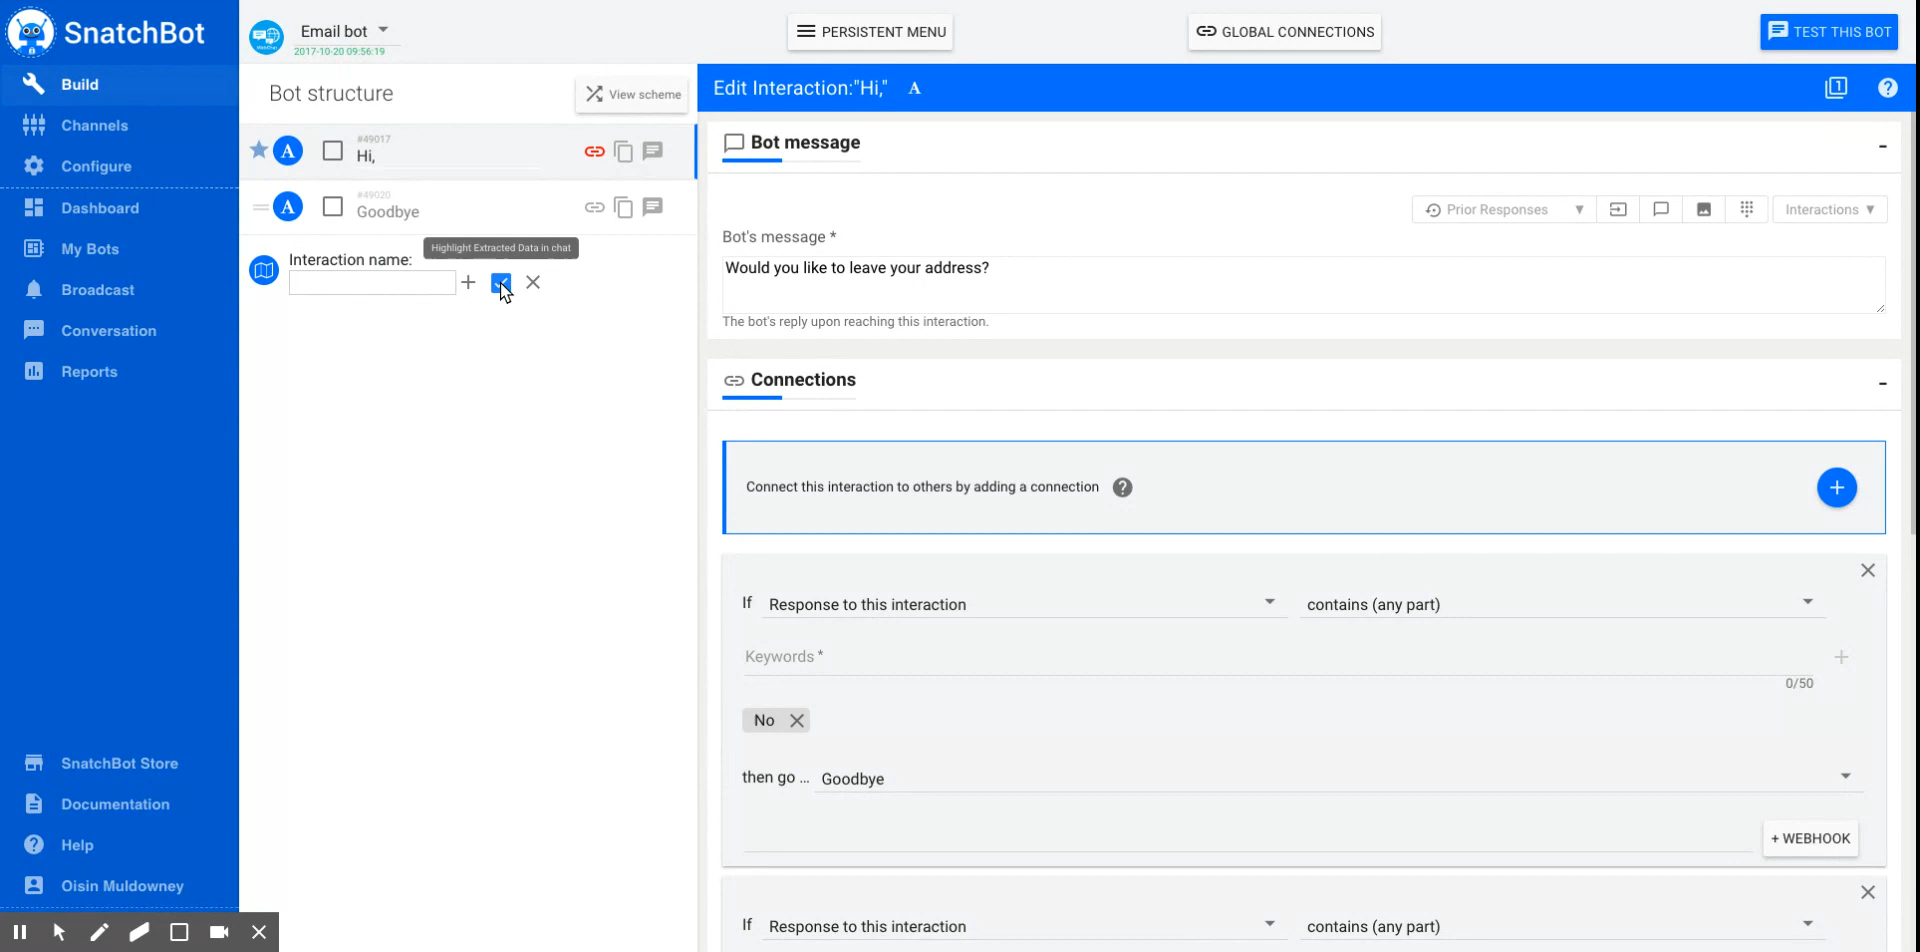 SnatchBot
Email bot
2017-10-20 09:56:19
PERSISTENT MENU
GLOBAL CONNECTIONS
TEST THIS BOT
Build
Channels
Configure
Dashboard
My Bots
Broadcast
Conversation
Reports
SnatchBot Store
Documentation
Help
Oisin Muldowney
Bot structure
View scheme
A
#49017
Hi,
A
#49020
Goodbye
Highlight Extracted Data in chat
Interaction name:
Edit Interaction:"Hi," A
Bot message
Prior Responses
Interactions
Bot's message *
Would you like to leave your address?
The bot's reply upon reaching this interaction.
Connections
Connect this interaction to others by adding a connection
If Response to this interaction contains (any part)
Keywords *
0/50
No
then go ... Goodbye
+ WEBHOOK
If Response to this interaction contains (any part)